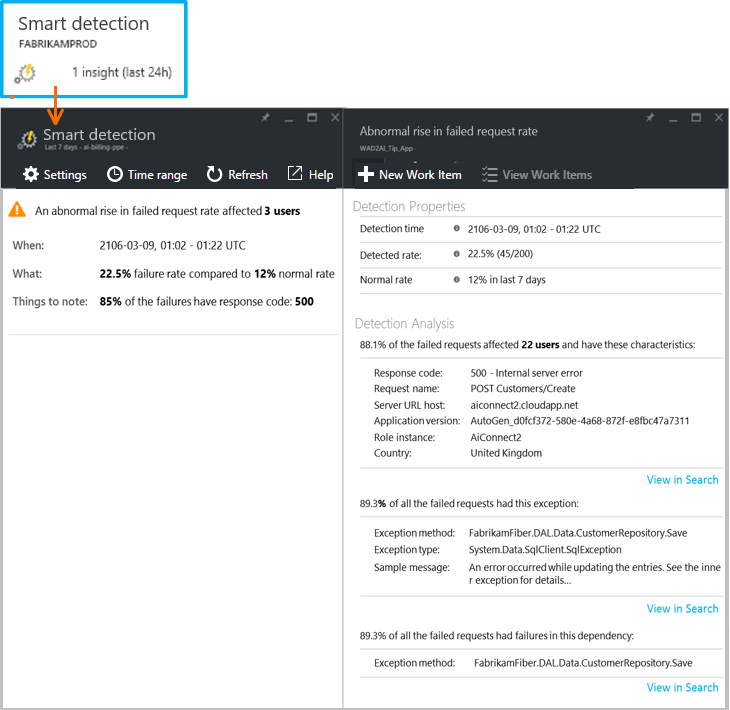 Smart detection
FABRIKAMPROD
1 insight (last 24h)
Smart detection
Last 7 days - ai-billing-ppe -
Settings
Time range
Refresh
Help
An abnormal rise in failed request rate affected 3 users
When: 2106-03-09, 01:02 - 01:22 UTC
What: 22.5% failure rate compared to 12% normal rate
Things to note: 85% of the failures have response code: 500
Abnormal rise in failed request rate
WAD2AI_Tip_App -
New Work Item
View Work Items
Detection Properties
Detection time 2106-03-09, 01:02 - 01:22 UTC
Detected rate: 22.5% (45/200)
Normal rate 12% in last 7 days
Detection Analysis
88.1% of the failed requests affected 22 users and have these characteristics:
Response code: 500 - Internal server error
Request name: POST Customers/Create
Server URL host: aiconnect2.cloudapp.net
Application version: AutoGen_d0fcf372-580e-4a68-872f-e8fbc47a7311
Role instance: AiConnect2
Country: United Kingdom
View in Search
89.3% of all the failed requests had this exception:
Exception method: FabrikamFiber.DAL.Data.CustomerRepository.Save
Exception type: System.Data.SqlClient.SqlException
Sample message: An error occurred while updating the entries. See the inne
r exception for details...
View in Search
89.3% of all the failed requests had failures in this dependency:
Exception method: FabrikamFiber.DAL.Data.CustomerRepository.Save
View in Search